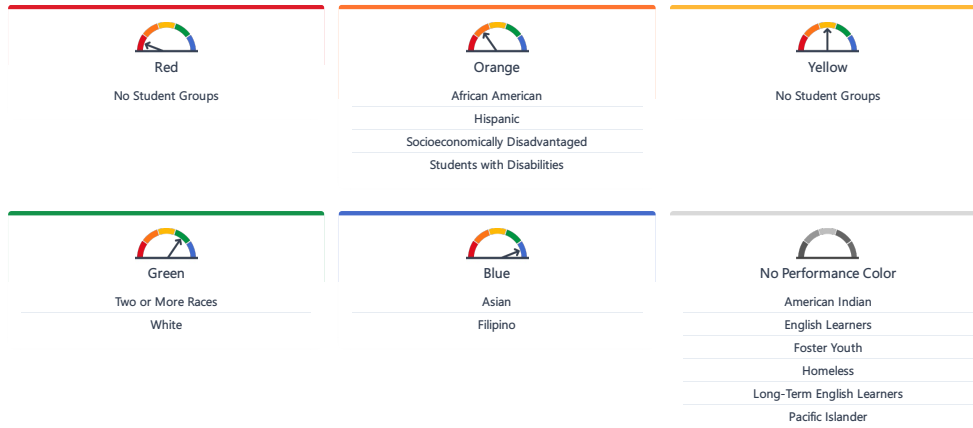 Red
No Student Groups
Orange
African American
Hispanic
Socioeconomically Disadvantaged
Students with Disabilities
Yellow
No Student Groups
Green
Two or More Races
White
Blue
Asian
Filipino
No Performance Color
American Indian
English Learners
Foster Youth
Homeless
Long-Term English Learners
Pacific Islander